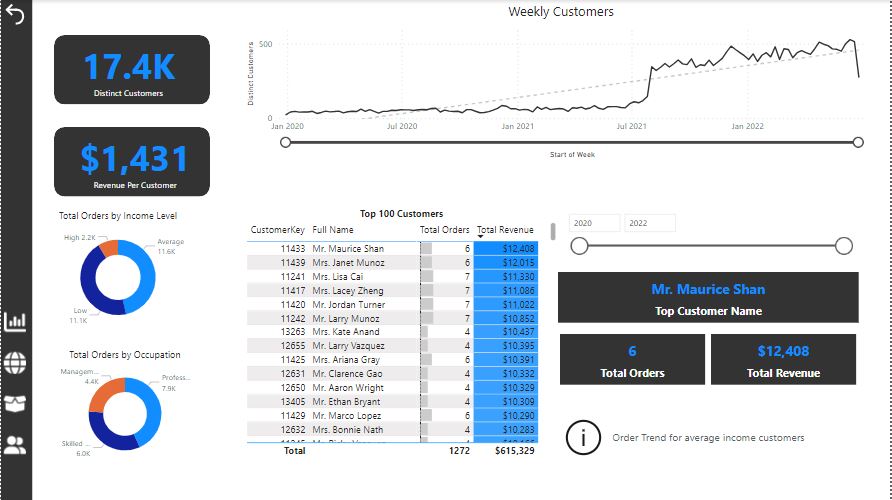 Weekly Customers
17.4K
Distinct Customers
$1,431
Revenue Per Customer
Distinct Customers
500
0
Jan 2020
Jul 2020
Jan 2021
Jul 2021
Jan 2022
Start of Week
Total Orders by Income Level
High 2.2K
Average
11.6K
Low
11.1K
Total Orders by Occupation
Managem...
4.4K
Profess...
7.9K
Skilled ...
6.0K
Top 100 Customers
CustomerKey Full Name Total Orders Total Revenue
11433 Mr. Maurice Shan 6 $12,408
11439 Mrs. Janet Munoz 6 $12,015
11241 Mrs. Lisa Cai 7 $11,330
11417 Mrs. Lacey Zheng 7 $11,086
11420 Mr. Jordan Turner 7 $11,022
11242 Mr. Larry Munoz 7 $10,852
13263 Mrs. Kate Anand 4 $10,437
12655 Mr. Larry Vazquez 4 $10,395
11425 Mrs. Ariana Gray 6 $10,391
12631 Mr. Clarence Gao 4 $10,332
12650 Mr. Aaron Wright 4 $10,329
13405 Mr. Ethan Bryant 4 $10,309
11429 Mr. Marco Lopez 6 $10,290
12632 Mrs. Bonnie Nath 4 $10,283
Total 1272 $615,329
2020
2022
Mr. Maurice Shan
Top Customer Name
6
Total Orders
$12,408
Total Revenue
i
Order Trend for average income customers